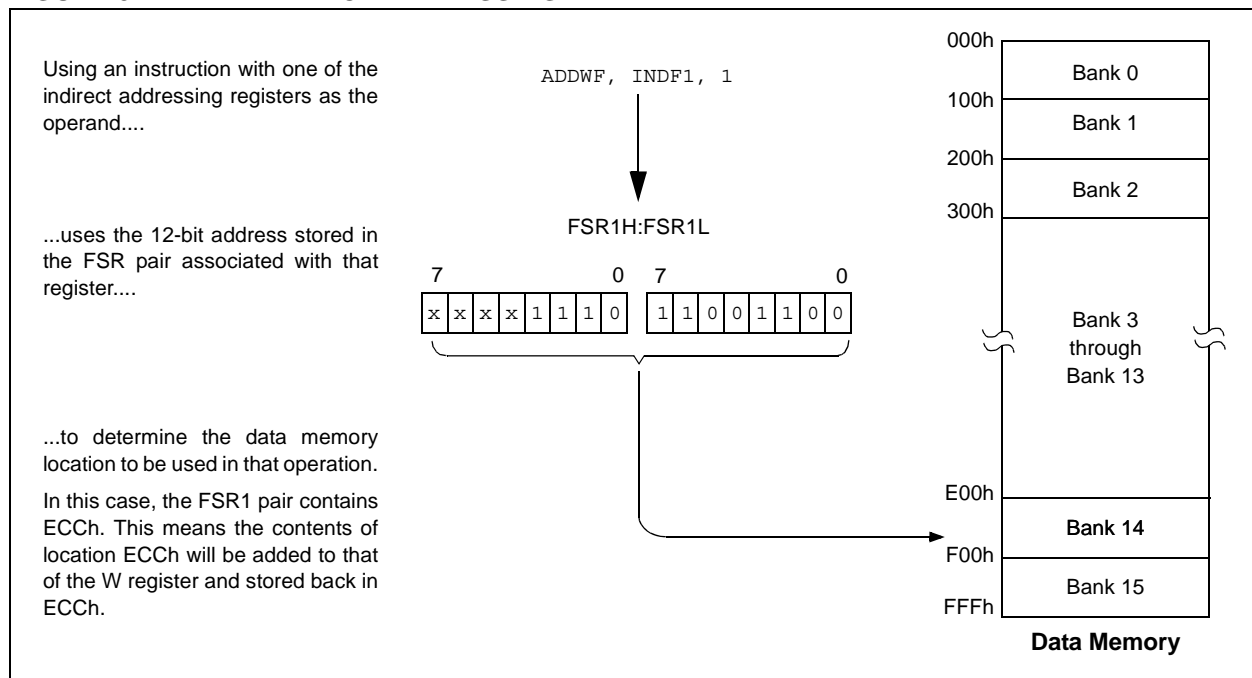 Using an instruction with one of the
indirect addressing registers as the
operand....
ADDWF, INDF1, 1
...uses the 12-bit address stored in
the FSR pair associated with that
register....
FSR1H:FSR1L
7 0 7 0
x x x x 1 1 1 0 1 1 0 0 1 1 0 0
...to determine the data memory
location to be used in that operation.
In this case, the FSR1 pair contains
ECCh. This means the contents of
location ECCh will be added to that
of the W register and stored back in
ECCh.
000h
Bank 0
100h
Bank 1
200h
Bank 2
300h
Bank 3
through
Bank 13
E00h
Bank 14
F00h
Bank 15
FFFh
Data Memory